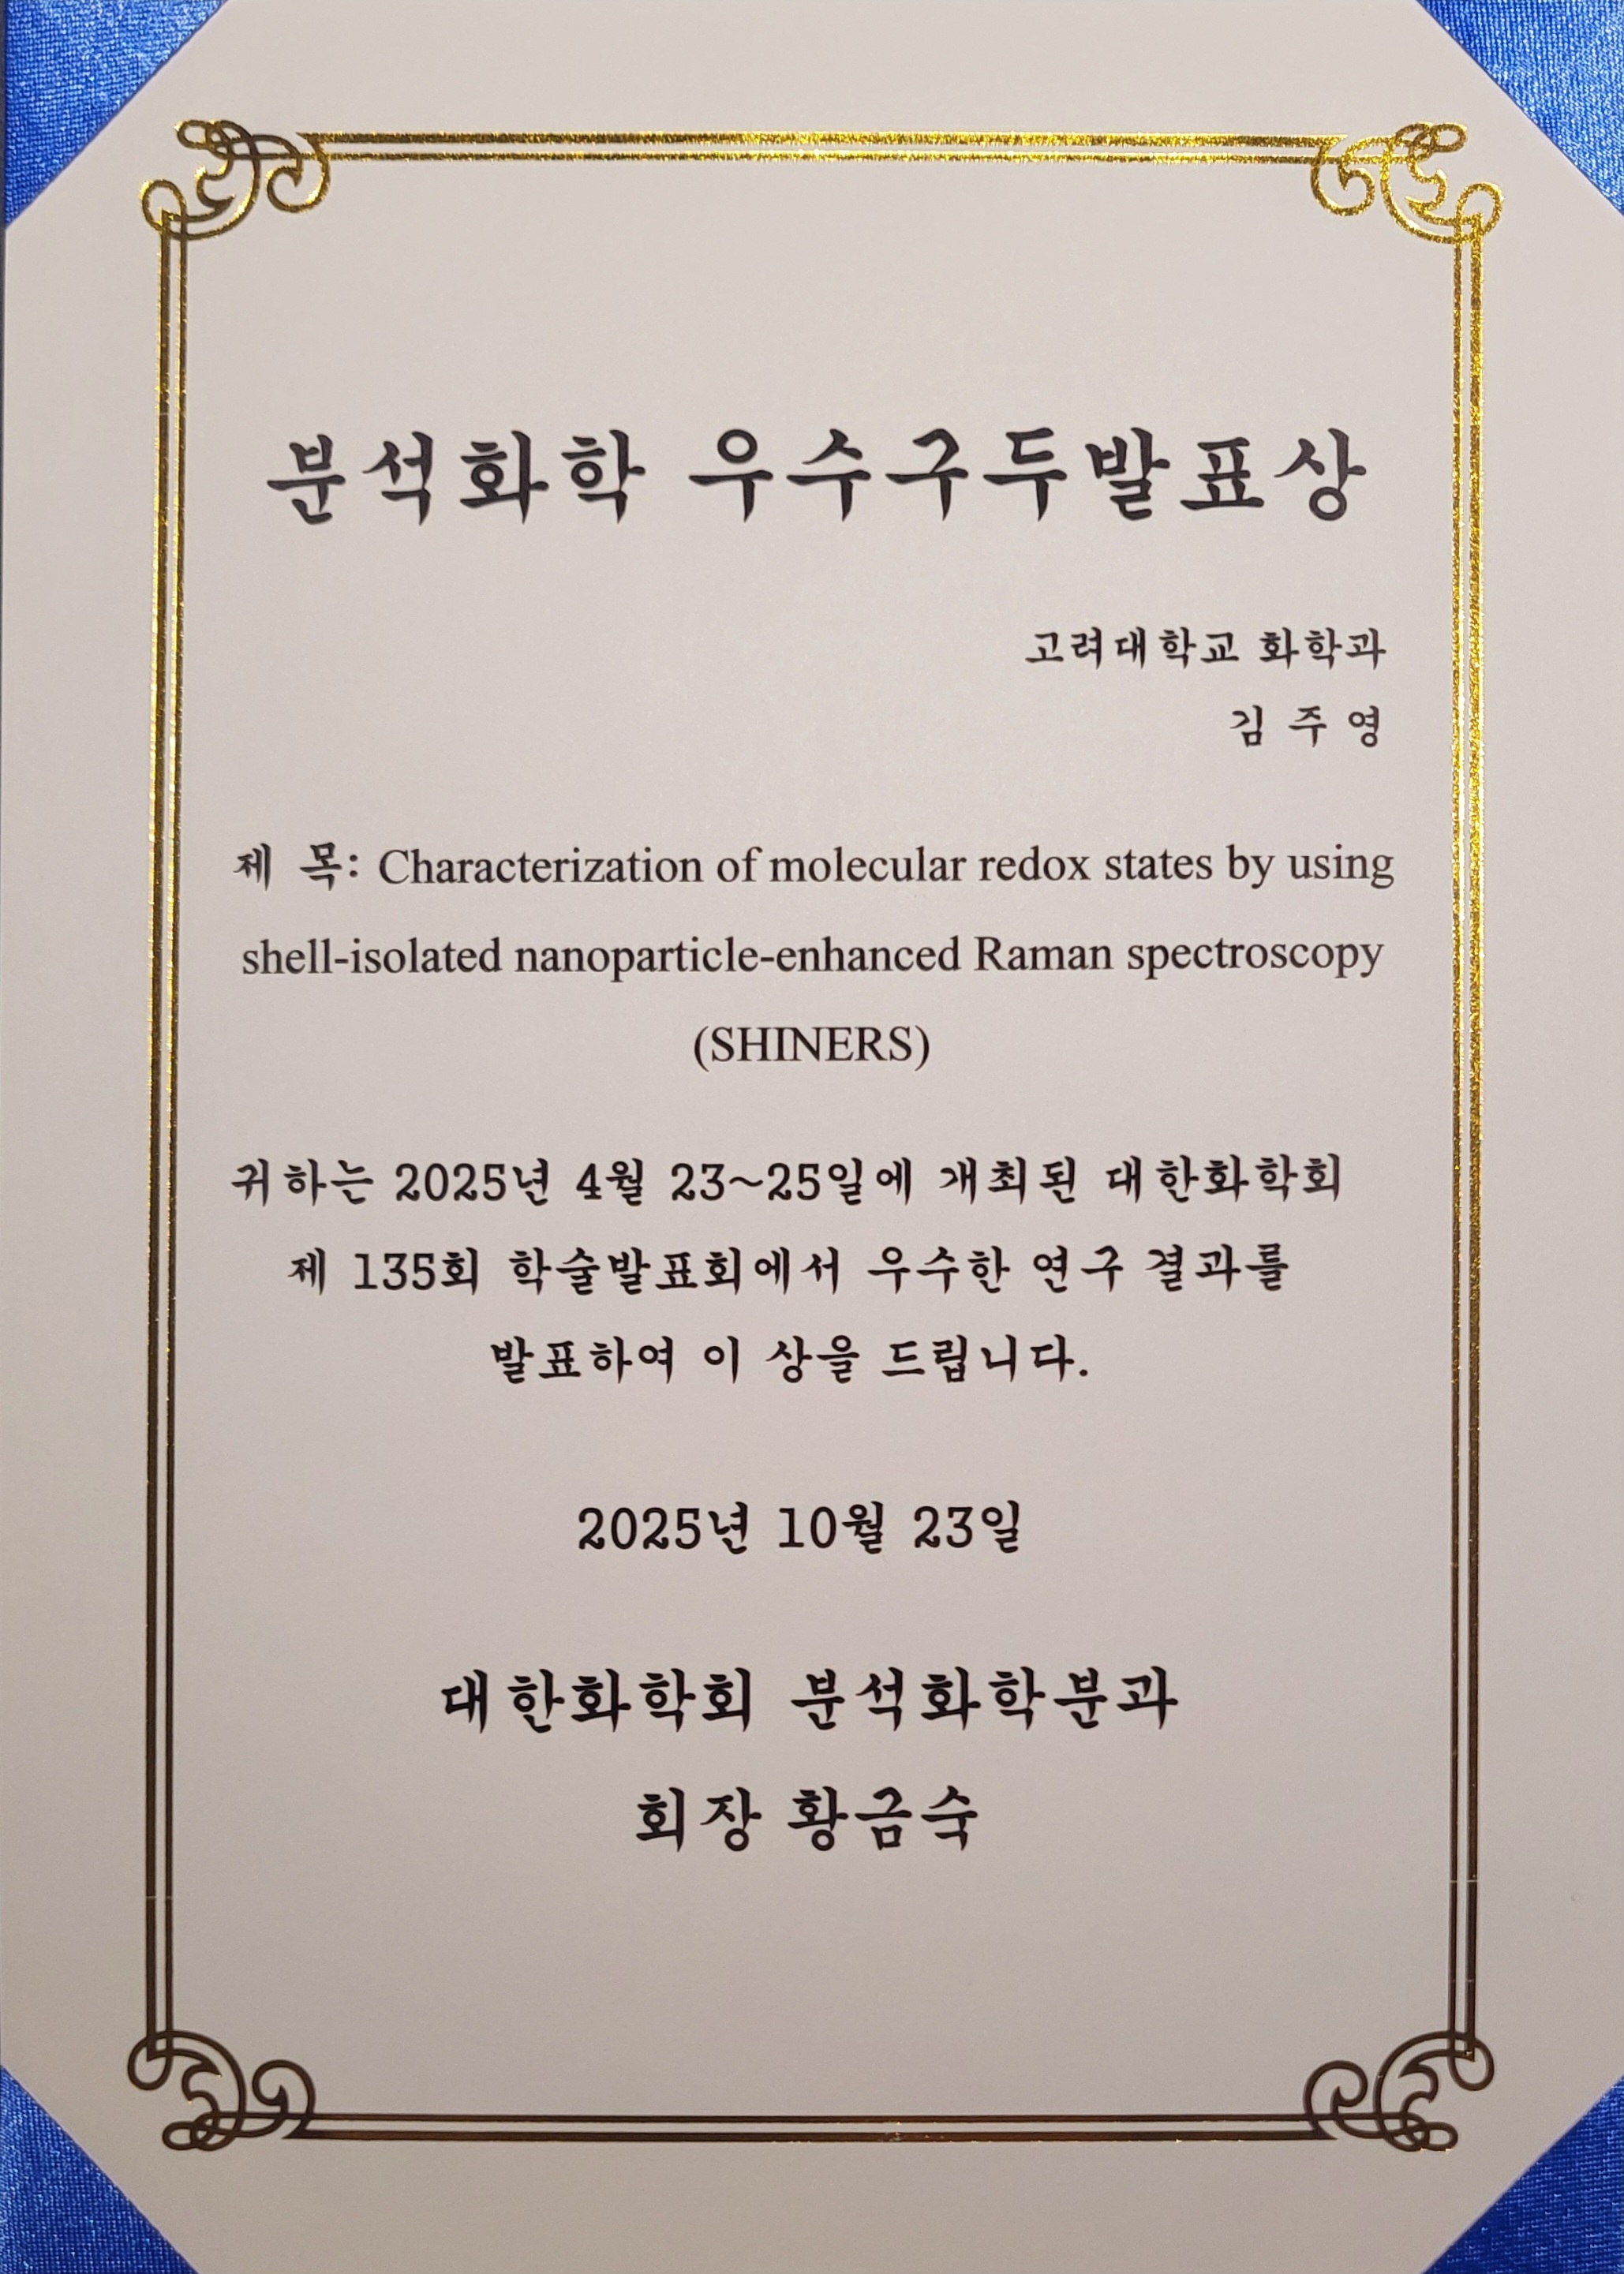 분석화학 우수구두발표상
고려대학교 화학과
김 주 영
제 목: Characterization of molecular redox states by using
shell-isolated nanoparticle-enhanced Raman spectroscopy
(SHINERS)
귀하는 2025년 4월 23~25일에 개최된 대한화학회
제 135회 학술발표회에서 우수한 연구 결과를
발표하여 이 상을 드립니다.
2025년 10월 23일
대한화학회 분석화학분과
회장 황금숙